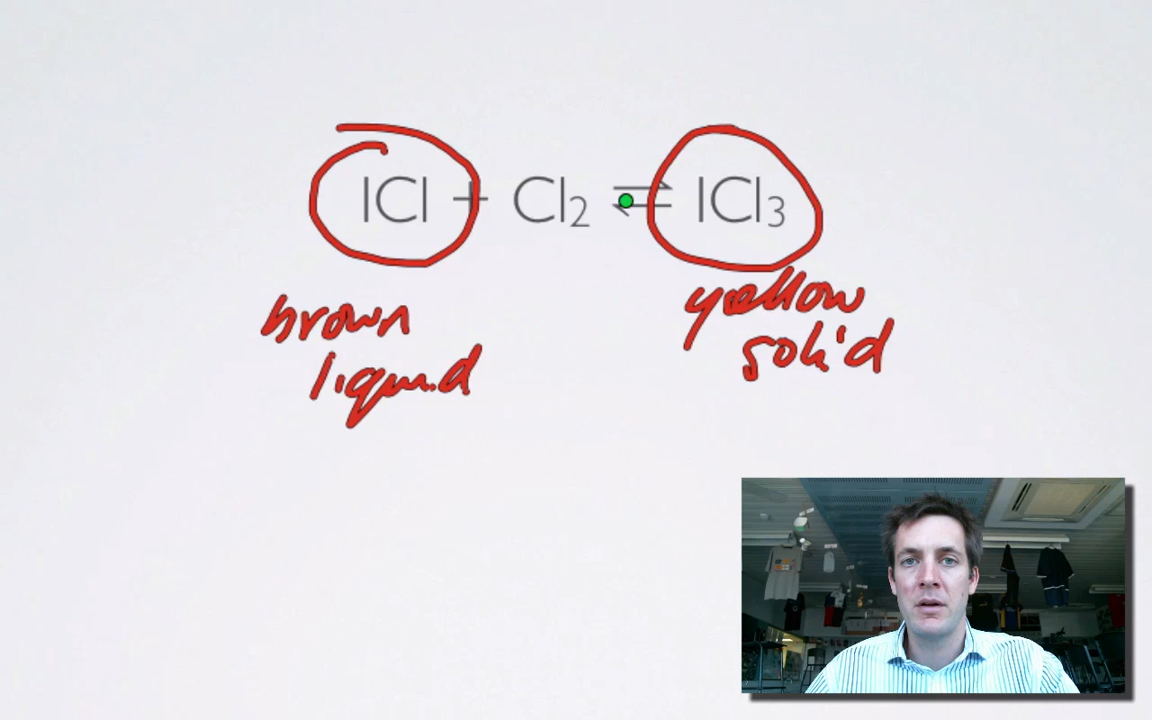 ICl + Cl₂ ⇌ ICl₃
brown
liquid
yellow
solid